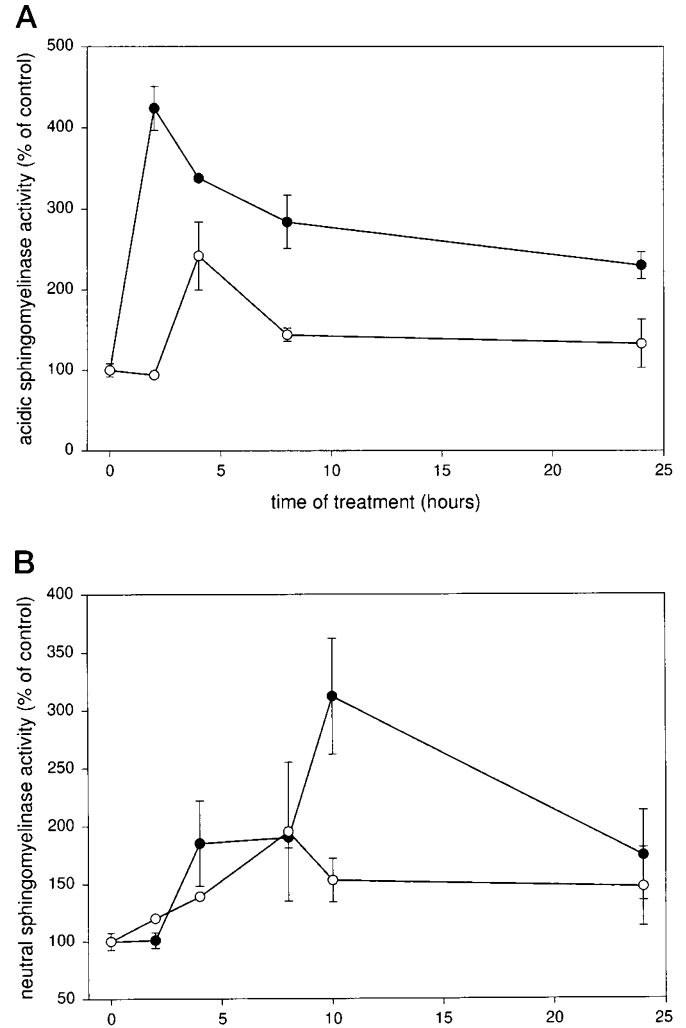 A
500
400
300
200
100
0
acidic sphingomyelinase activity (% of control)
0 5 10 15 20 25
time of treatment (hours)
B
400
350
300
250
200
150
100
50
neutral sphingomyelinase activity (% of control)
0 5 10 15 20 25